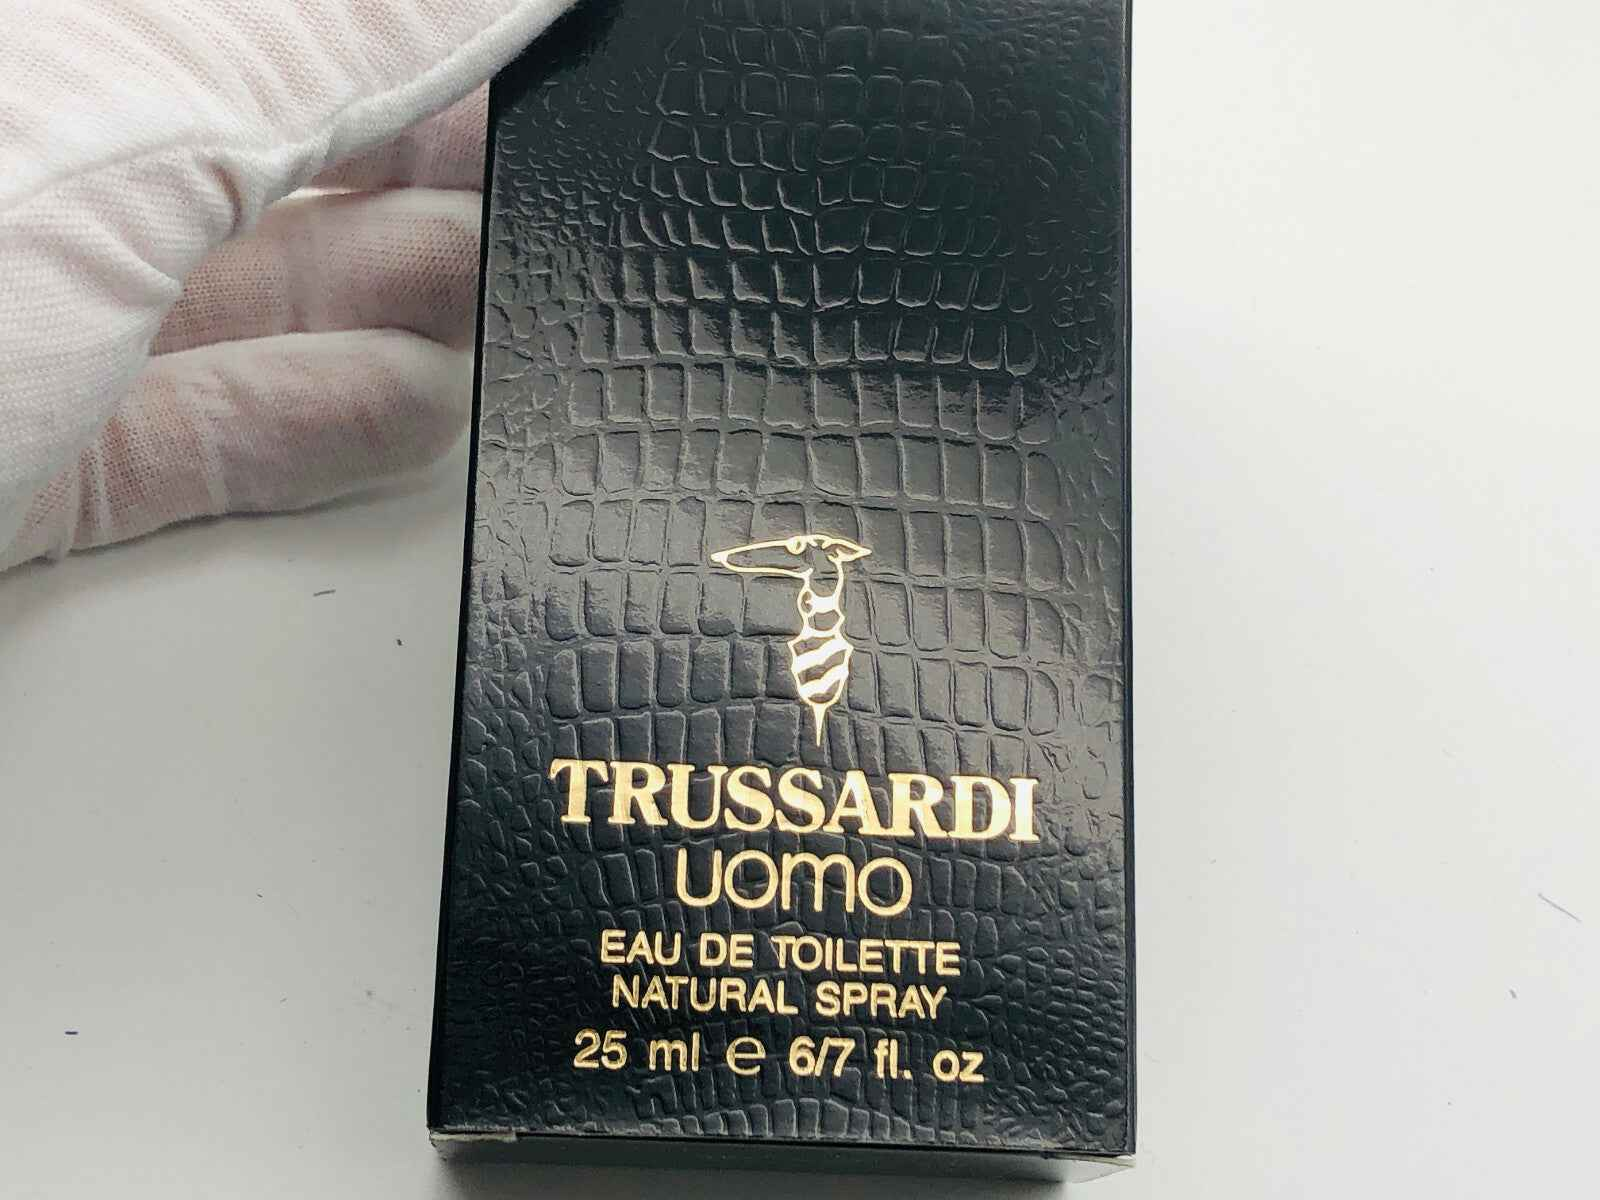 TRUSSARDI
uomo
EAU DE TOILETTE
NATURAL SPRAY
25 ml e 6/7 fl. oz